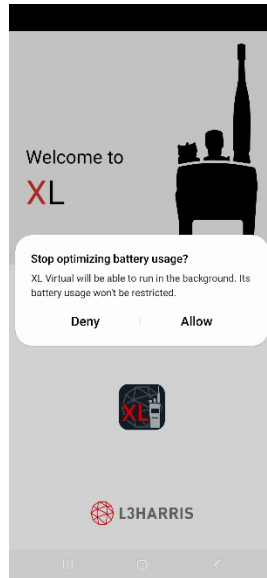 Welcome to
XL
Stop optimizing battery usage?
XL Virtual will be able to run in the background. Its
battery usage won't be restricted.
Deny
Allow
XL
L3HARRIS